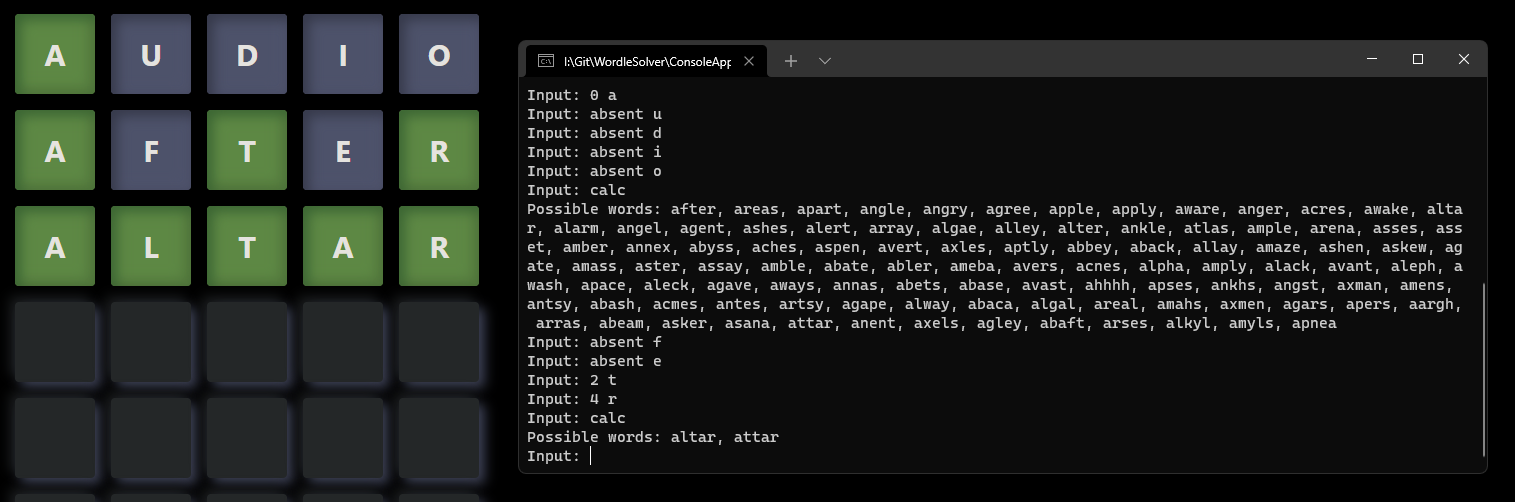 A U D I O
A F T E R
A L T A R
I:\Git\WordleSolver\ConsoleApp
Input: 0 a
Input: absent u
Input: absent d
Input: absent i
Input: absent o
Input: calc
Possible words: after, areas, apart, angle, angry, agree, apple, apply, aware, anger, acres, awake, alta
r, alarm, angel, agent, ashes, alert, array, algae, alley, alter, ankle, atlas, ample, arena, asses, ass
et, amber, annex, abyss, aches, aspen, avert, axles, aptly, abbey, aback, allay, amaze, ashen, askew, ag
ate, amass, aster, assay, amble, abate, abler, ameba, avers, acnes, alpha, amply, alack, avant, aleph, a
wash, apace, aleck, agave, aways, annas, abets, abase, avast, ahhhh, apses, ankhs, angst, axman, amens,
antsy, abash, acmes, antes, artsy, agape, alway, abaca, algal, areal, amahs, axmen, agars, apers, aargh,
arras, abeam, asker, asana, attar, anent, axels, agley, abaft, arses, alkyl, amyls, apnea
Input: absent f
Input: absent e
Input: 2 t
Input: 4 r
Input: calc
Possible words: altar, attar
Input: